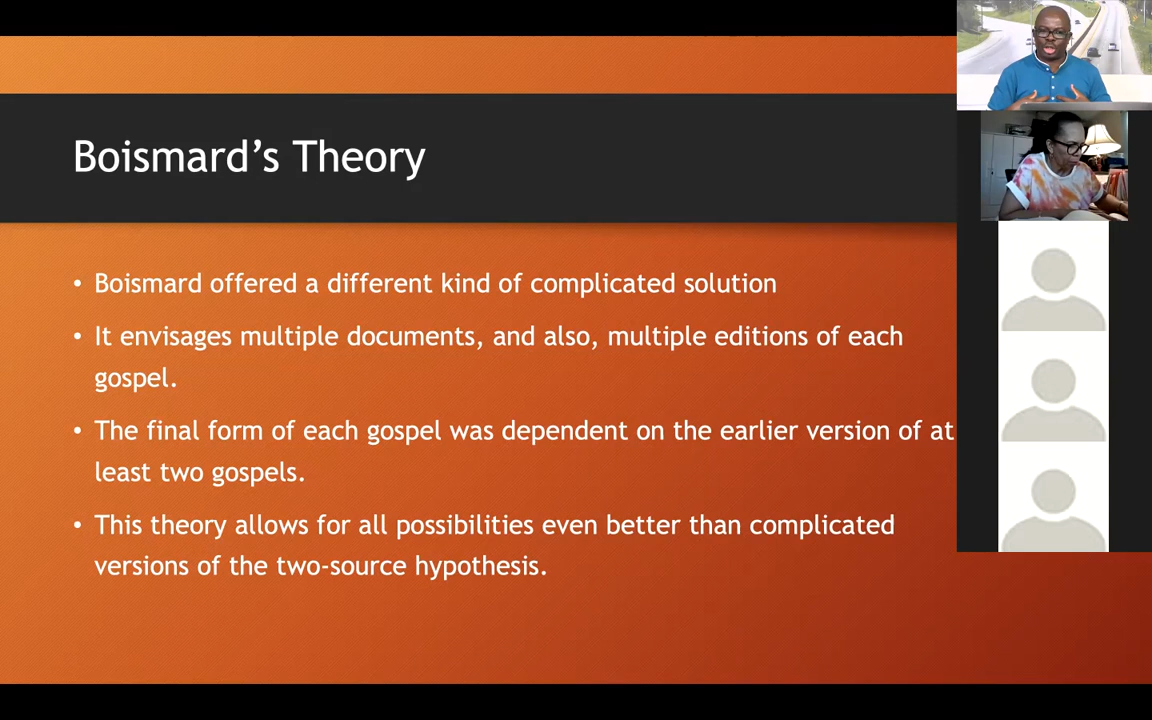 Boismard's Theory
• Boismard offered a different kind of complicated solution
• It envisages multiple documents, and also, multiple editions of each
gospel.
• The final form of each gospel was dependent on the earlier version of at
least two gospels.
• This theory allows for all possibilities even better than complicated
versions of the two-source hypothesis.